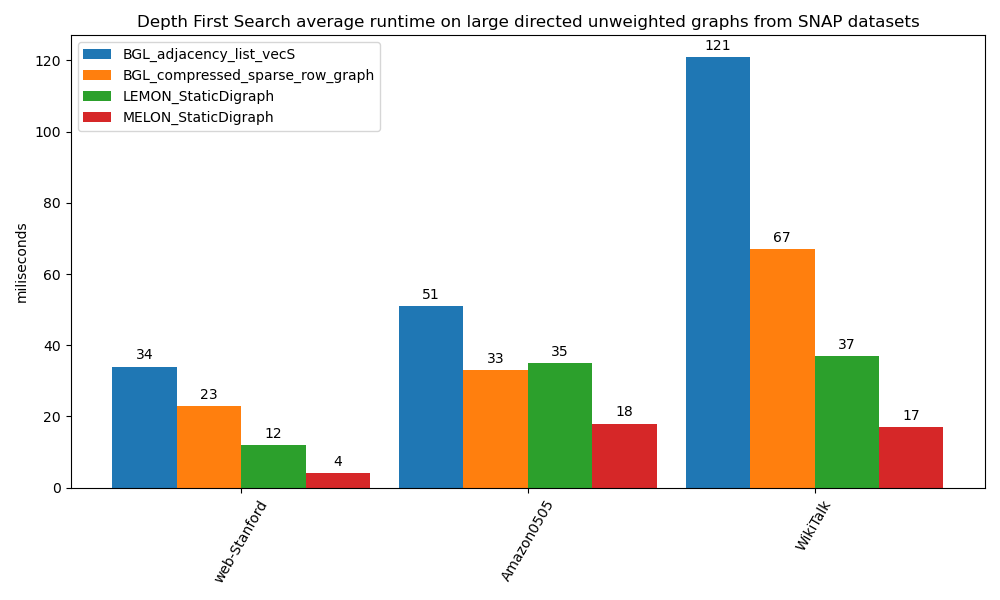 Depth First Search average runtime on large directed unweighted graphs from SNAP datasets
BGL_adjacency_list_vecS
BGL_compressed_sparse_row_graph
LEMON_StaticDigraph
MELON_StaticDigraph
miliseconds
120
100
80
60
40
20
0
34
23
12
4
51
33
35
18
121
67
37
17
web-Stanford
Amazon0505
WikiTalk